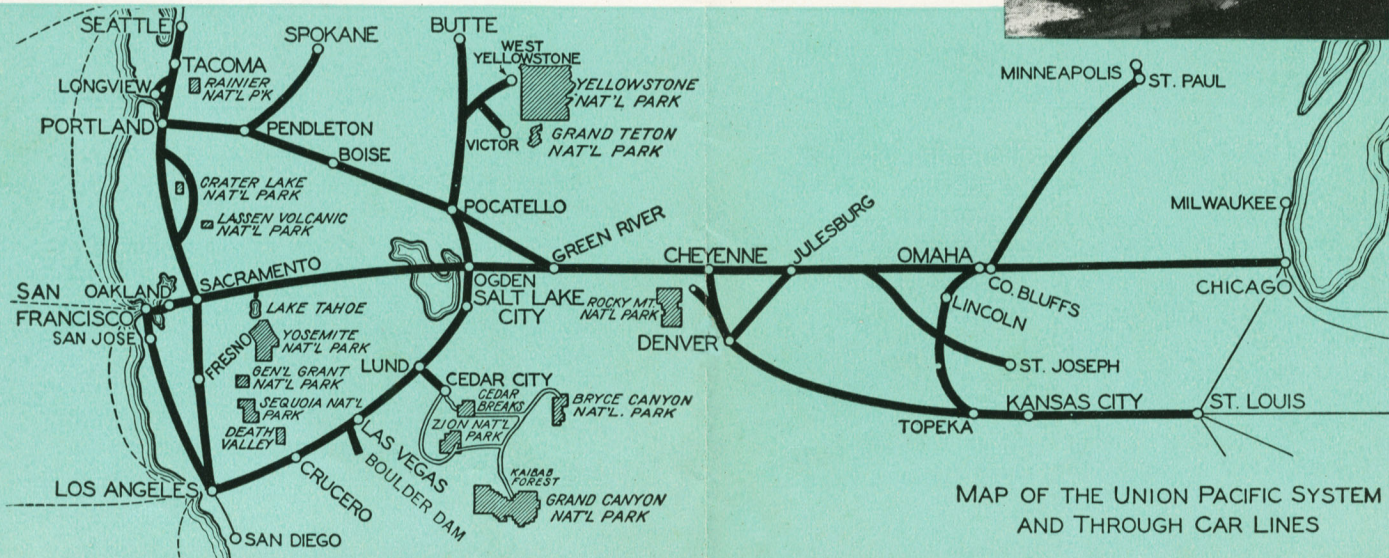 SEATTLE
TACOMA
LONGVIEW
RAINIER
NAT'L P'K
PORTLAND
SPOKANE
PENDLETON
BOISE
BUTTE
WEST
YELLOWSTONE
YELLOWSTONE
NAT'L PARK
VICTOR
GRAND TETON
NAT'L PARK
CRATER LAKE
NAT'L PARK
LASSEN VOLCANIC
NAT'L PARK
POCATELLO
GREEN RIVER
CHEYENNE
JULESBURG
OMAHA
CO. BLUFFS
LINCOLN
MINNEAPOLIS
ST. PAUL
MILWAUKEE
CHICAGO
SACRAMENTO
SAN
FRANCISCO
OAKLAND
SAN JOSE
LAKE TAHOE
YOSEMITE
NAT'L PARK
FRESNO
GEN'L GRANT
NAT'L PARK
SEQUOIA NAT'L
PARK
DEATH
VALLEY
OGDEN
SALT LAKE
CITY
ROCKY MT.
NAT'L PARK
DENVER
LUND
CEDAR CITY
CEDAR
BREAKS
ZION NAT'L
PARK
BRYCE CANYON
NAT'L. PARK
ST. JOSEPH
KANSAS CITY
TOPEKA
ST. LOUIS
LAS VEGAS
BOULDER DAM
CRUCERO
KAIBAB
FOREST
GRAND CANYON
NAT'L PARK
LOS ANGELES
SAN DIEGO
MAP OF THE UNION PACIFIC SYSTEM
AND THROUGH CAR LINES